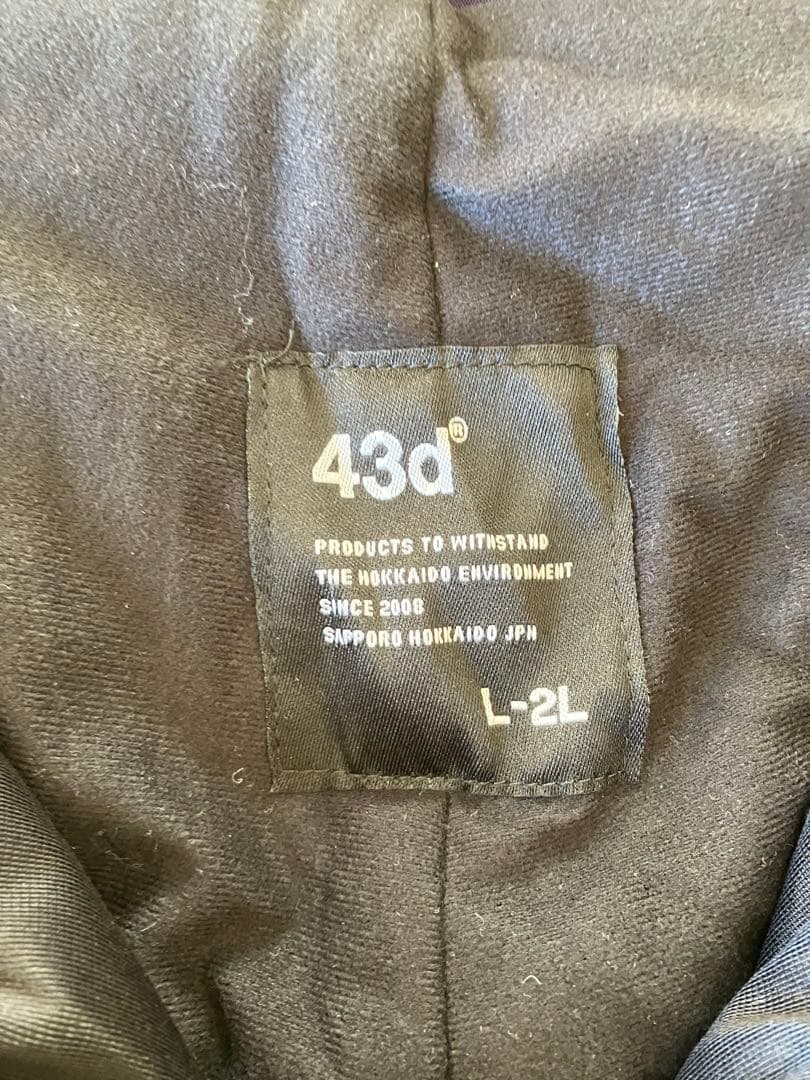 43d®
PRODUCTS TO WITHSTAND
THE HOKKAIDO ENVIRONMENT
SINCE 2008
SAPPORO HOKKAIDO JPN
L-2L